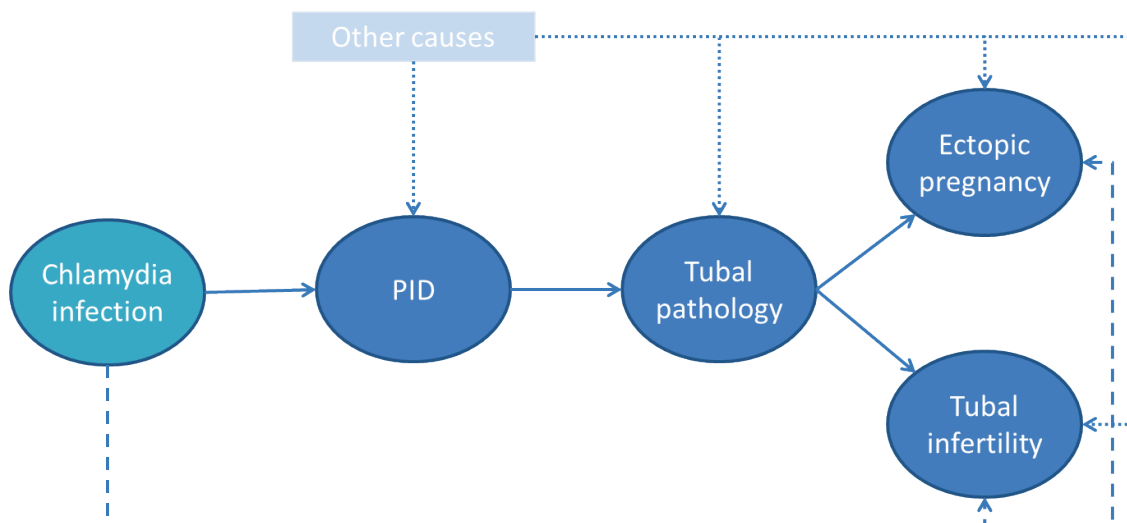 Other causes
Ectopic
pregnancy
Chlamydia
infection
PID
Tubal
pathology
Tubal
infertility